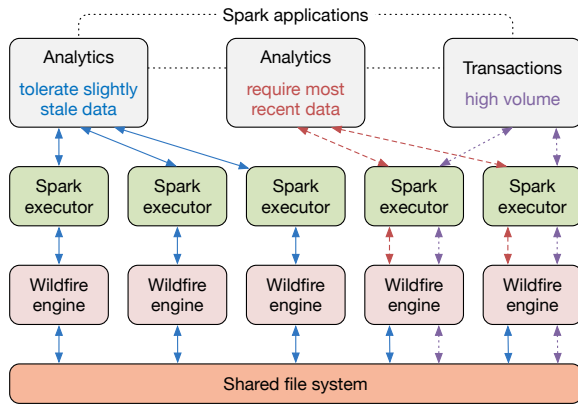 Spark applications
Analytics
tolerate slightly
stale data
Analytics
require most
recent data
Transactions
high volume
Spark
executor
Spark
executor
Spark
executor
Spark
executor
Spark
executor
Wildfire
engine
Wildfire
engine
Wildfire
engine
Wildfire
engine
Wildfire
engine
Shared file system